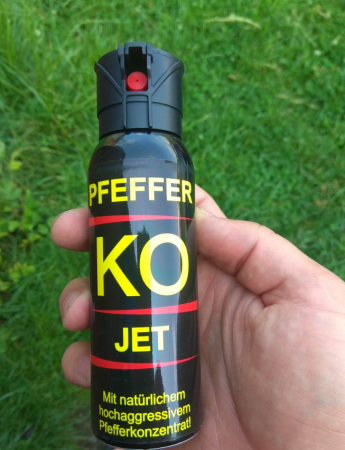 PFEFFER
KO
JET
Mit natürlichem
hochaggressivem
Pfefferkonzentrat!